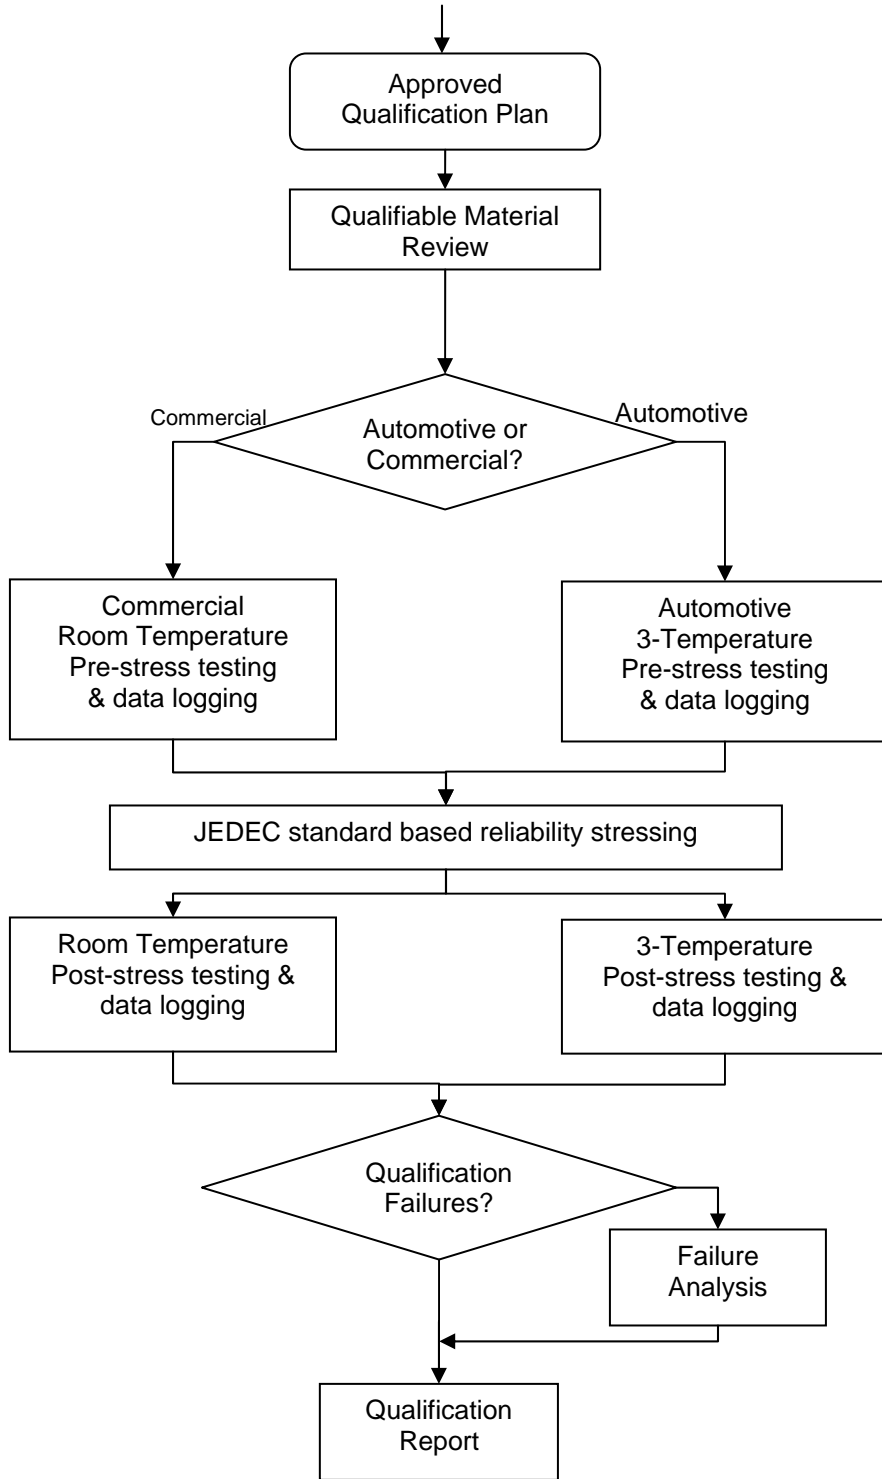 Approved
Qualification Plan
Qualifiable Material
Review
Commercial
Automotive
Automotive or
Commercial?
Commercial
Room Temperature
Pre-stress testing
& data logging
Automotive
3-Temperature
Pre-stress testing
& data logging
JEDEC standard based reliability stressing
Room Temperature
Post-stress testing &
data logging
3-Temperature
Post-stress testing &
data logging
Qualification
Failures?
Failure
Analysis
Qualification
Report